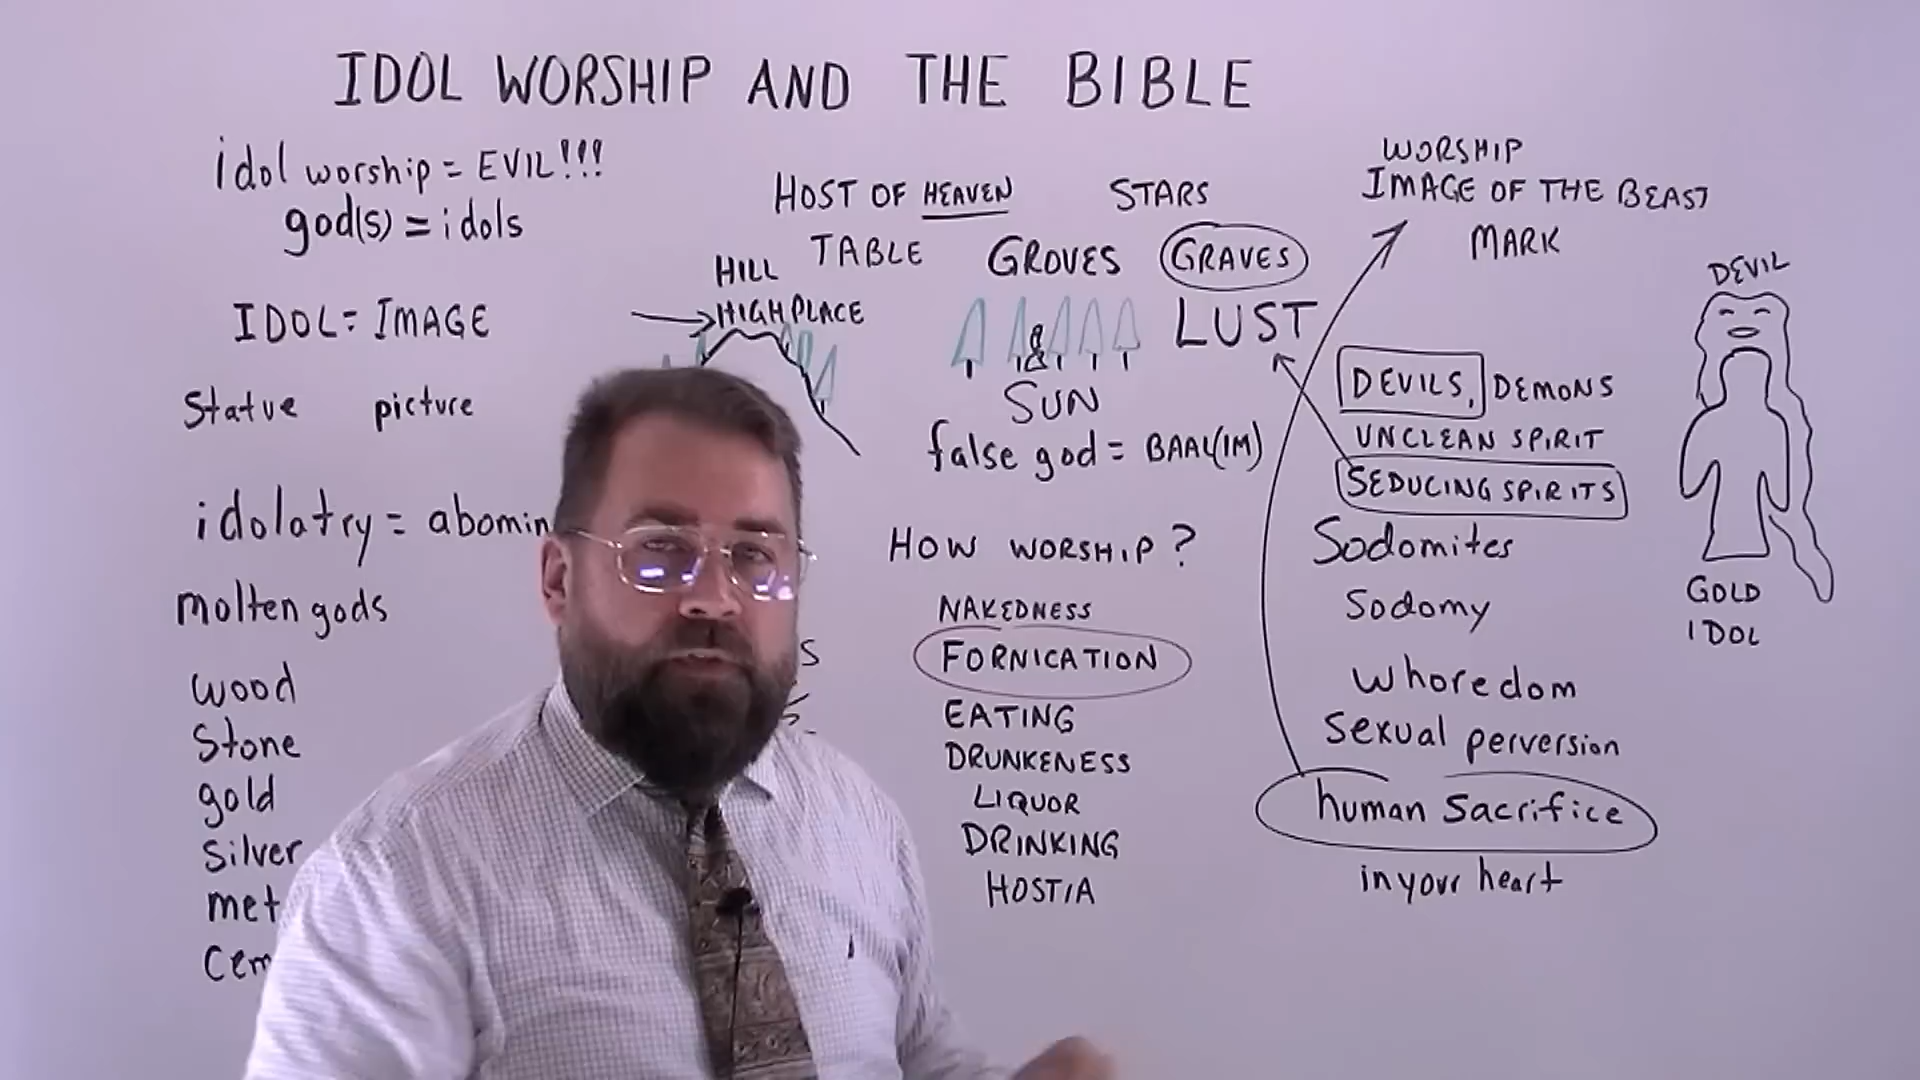 IDOL WORSHIP AND THE BIBLE
idol worship = EVIL!!!
god(s) = idols
IDOL = IMAGE
Statue picture
idolatry = abomin
molten gods
wood
Stone
gold
Silver
met
Cem
HOST OF HEAVEN
STARS
TABLE
GROVES
GRAVES
HILL
HIGH PLACE
LUST
SUN
false god = BAAL(IM)
HOW WORSHIP?
NAKEDNESS
FORNICATION
EATING
DRUNKENESS
LIQUOR
DRINKING
HOSTIA
WORSHIP
IMAGE OF THE BEAST
MARK
DEVILS, DEMONS
UNCLEAN SPIRIT
SEDUCING SPIRITS
Sodomites
Sodomy
whoredom
Sexual perversion
human Sacrifice
in your heart
DEVIL
GOLD
IDOL